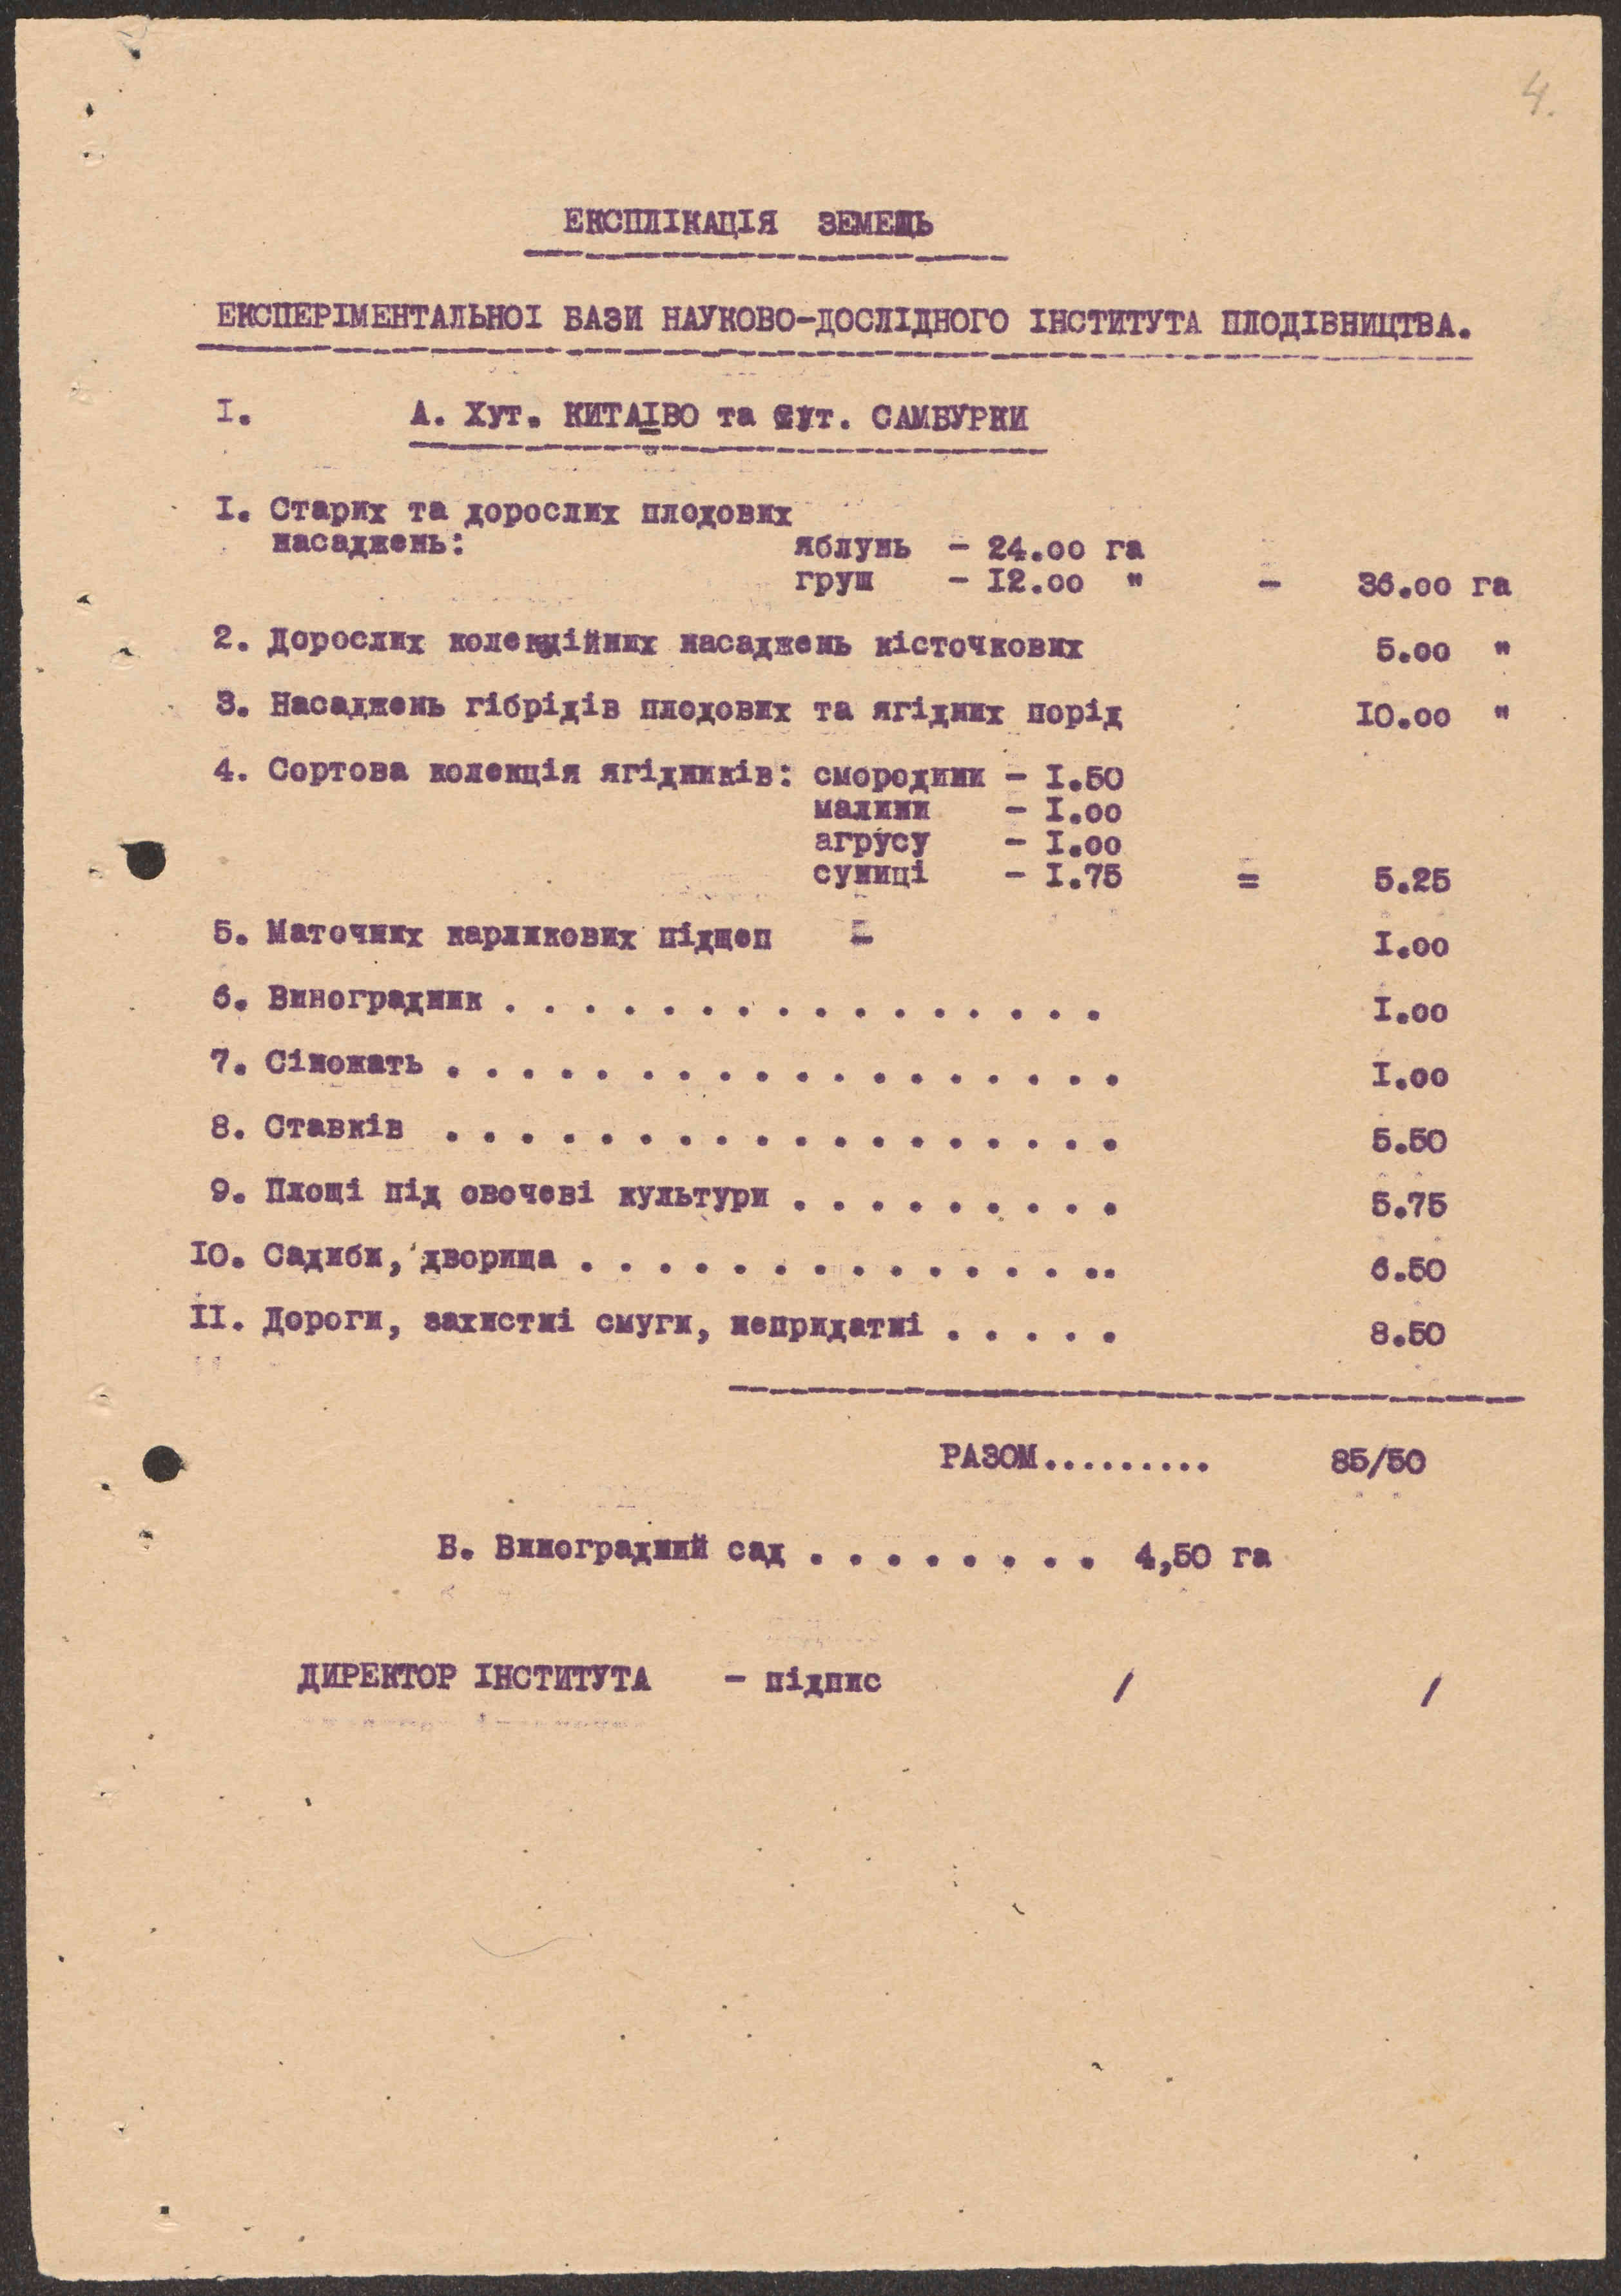 4.
ЕКСПЛІКАЦІЯ ЗЕМЕЛЬ
ЕКСПЕРІМЕНТАЛЬНОІ БАЗИ НАУКОВО-ДОСЛІДНОГО ІНСТИТУТА ПЛОДІВНИЦТВА.
I. А. Хут. КИТАІВО та Хут. САМБУРКИ
I. Старих та дорослих плодових
насаджень: яблунь - 24.00 га
груш - I2.00 " - 36.00 га
2. Дорослих колекційних насаджень кісточкових 5.00 "
3. Насаджень гібрідів плодових та ягідних порід I0.00 "
4. Сортова колекція ягідників: смородини - I.50
малини - I.00
агрусу - I.00
суниці - I.75 = 5.25
5. Маточних карликових підщеп - I.00
6. Виноградник . . . . . . . . . . . . . . . . I.00
7. Сіножать . . . . . . . . . . . . . . . . . . I.00
8. Ставків . . . . . . . . . . . . . . . . . . 5.50
9. Площі під овочеві культури . . . . . . . . . 5.75
I0. Садиби, дворища . . . . . . . . . . . . . . .. 6.50
II. Дороги, захистні смуги, непридатні . . . . . 8.50
РАЗОМ......... 85/50
Б. Виноградний сад . . . . . . . . 4,50 га
ДИРЕКТОР ІНСТИТУТА - підпис / /